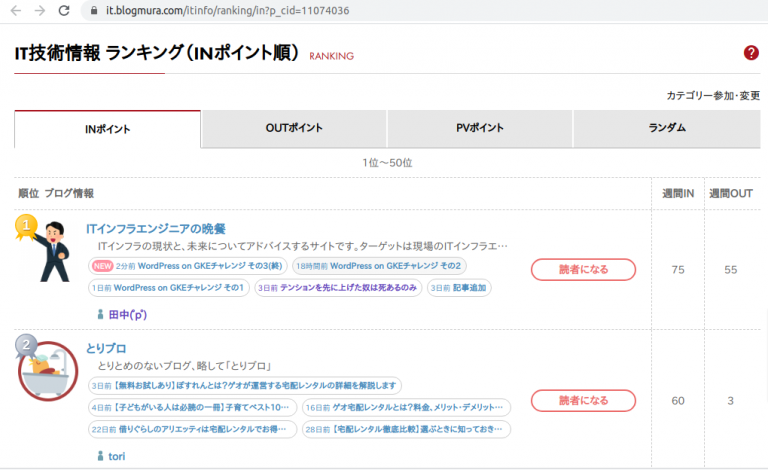 it.blogmura.com/itinfo/ranking/in?p_cid=11074036
IT技術情報 ランキング（INポイント順） RANKING
?
カテゴリー参加・変更
INポイント OUTポイント PVポイント ランダム
1位～50位
順位 ブログ情報 週間IN 週間OUT
1
ITインフラエンジニアの晩餐
ITインフラの現状と、未来についてアドバイスするサイトです。ターゲットは現場のITインフラエ…
NEW 2分前 WordPress on GKEチャレンジ その3(終) 18時間前 WordPress on GKEチャレンジ その2
読者になる 75 55
1日前 WordPress on GKEチャレンジ その1 3日前 テンションを先に上げた奴は死あるのみ 3日前 記事追加
田中('p')
2
とりブロ
とりとめのないブログ、略して「とりブロ」
3日前 【無料お試しあり】ぽすれんとは？ゲオが運営する宅配レンタルの詳細を解説します
読者になる 60 3
4日前 【子どもがいる人は必読の一冊】子育てベスト10… 16日前 ゲオ宅配レンタルとは？料金、メリット・デメリット…
22日前 借りぐらしのアリエッティは宅配レンタルでお得… 28日前 【宅配レンタル徹底比較】選ぶときに知っておき…
tori